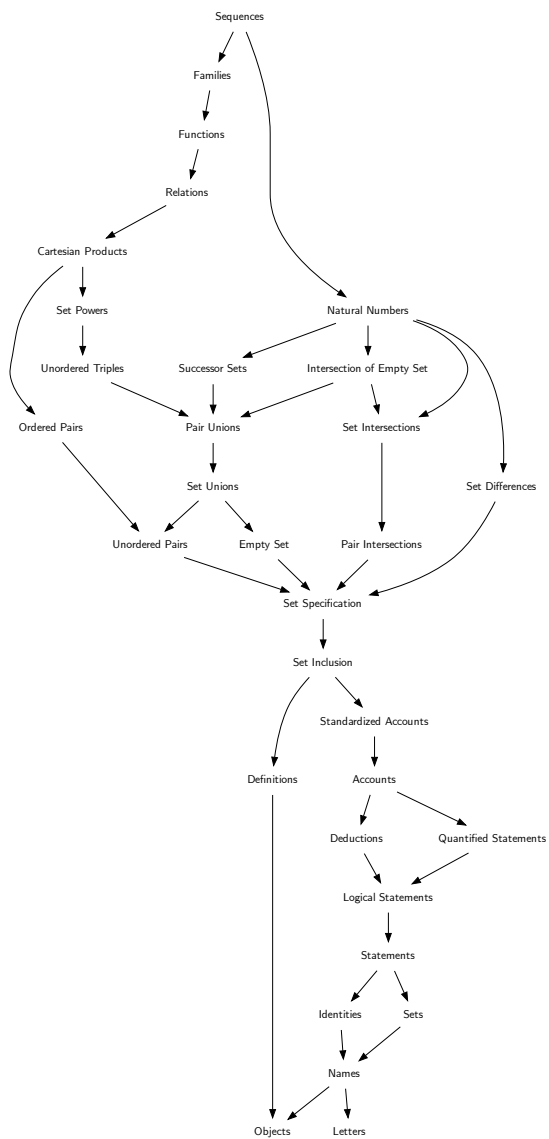 Sequences
Families
Functions
Relations
Cartesian Products
Set Powers
Natural Numbers
Unordered Triples
Successor Sets
Intersection of Empty Set
Ordered Pairs
Pair Unions
Set Intersections
Set Unions
Set Differences
Unordered Pairs
Empty Set
Pair Intersections
Set Specification
Set Inclusion
Standardized Accounts
Definitions
Accounts
Deductions
Quantified Statements
Logical Statements
Statements
Identities
Sets
Names
Objects
Letters